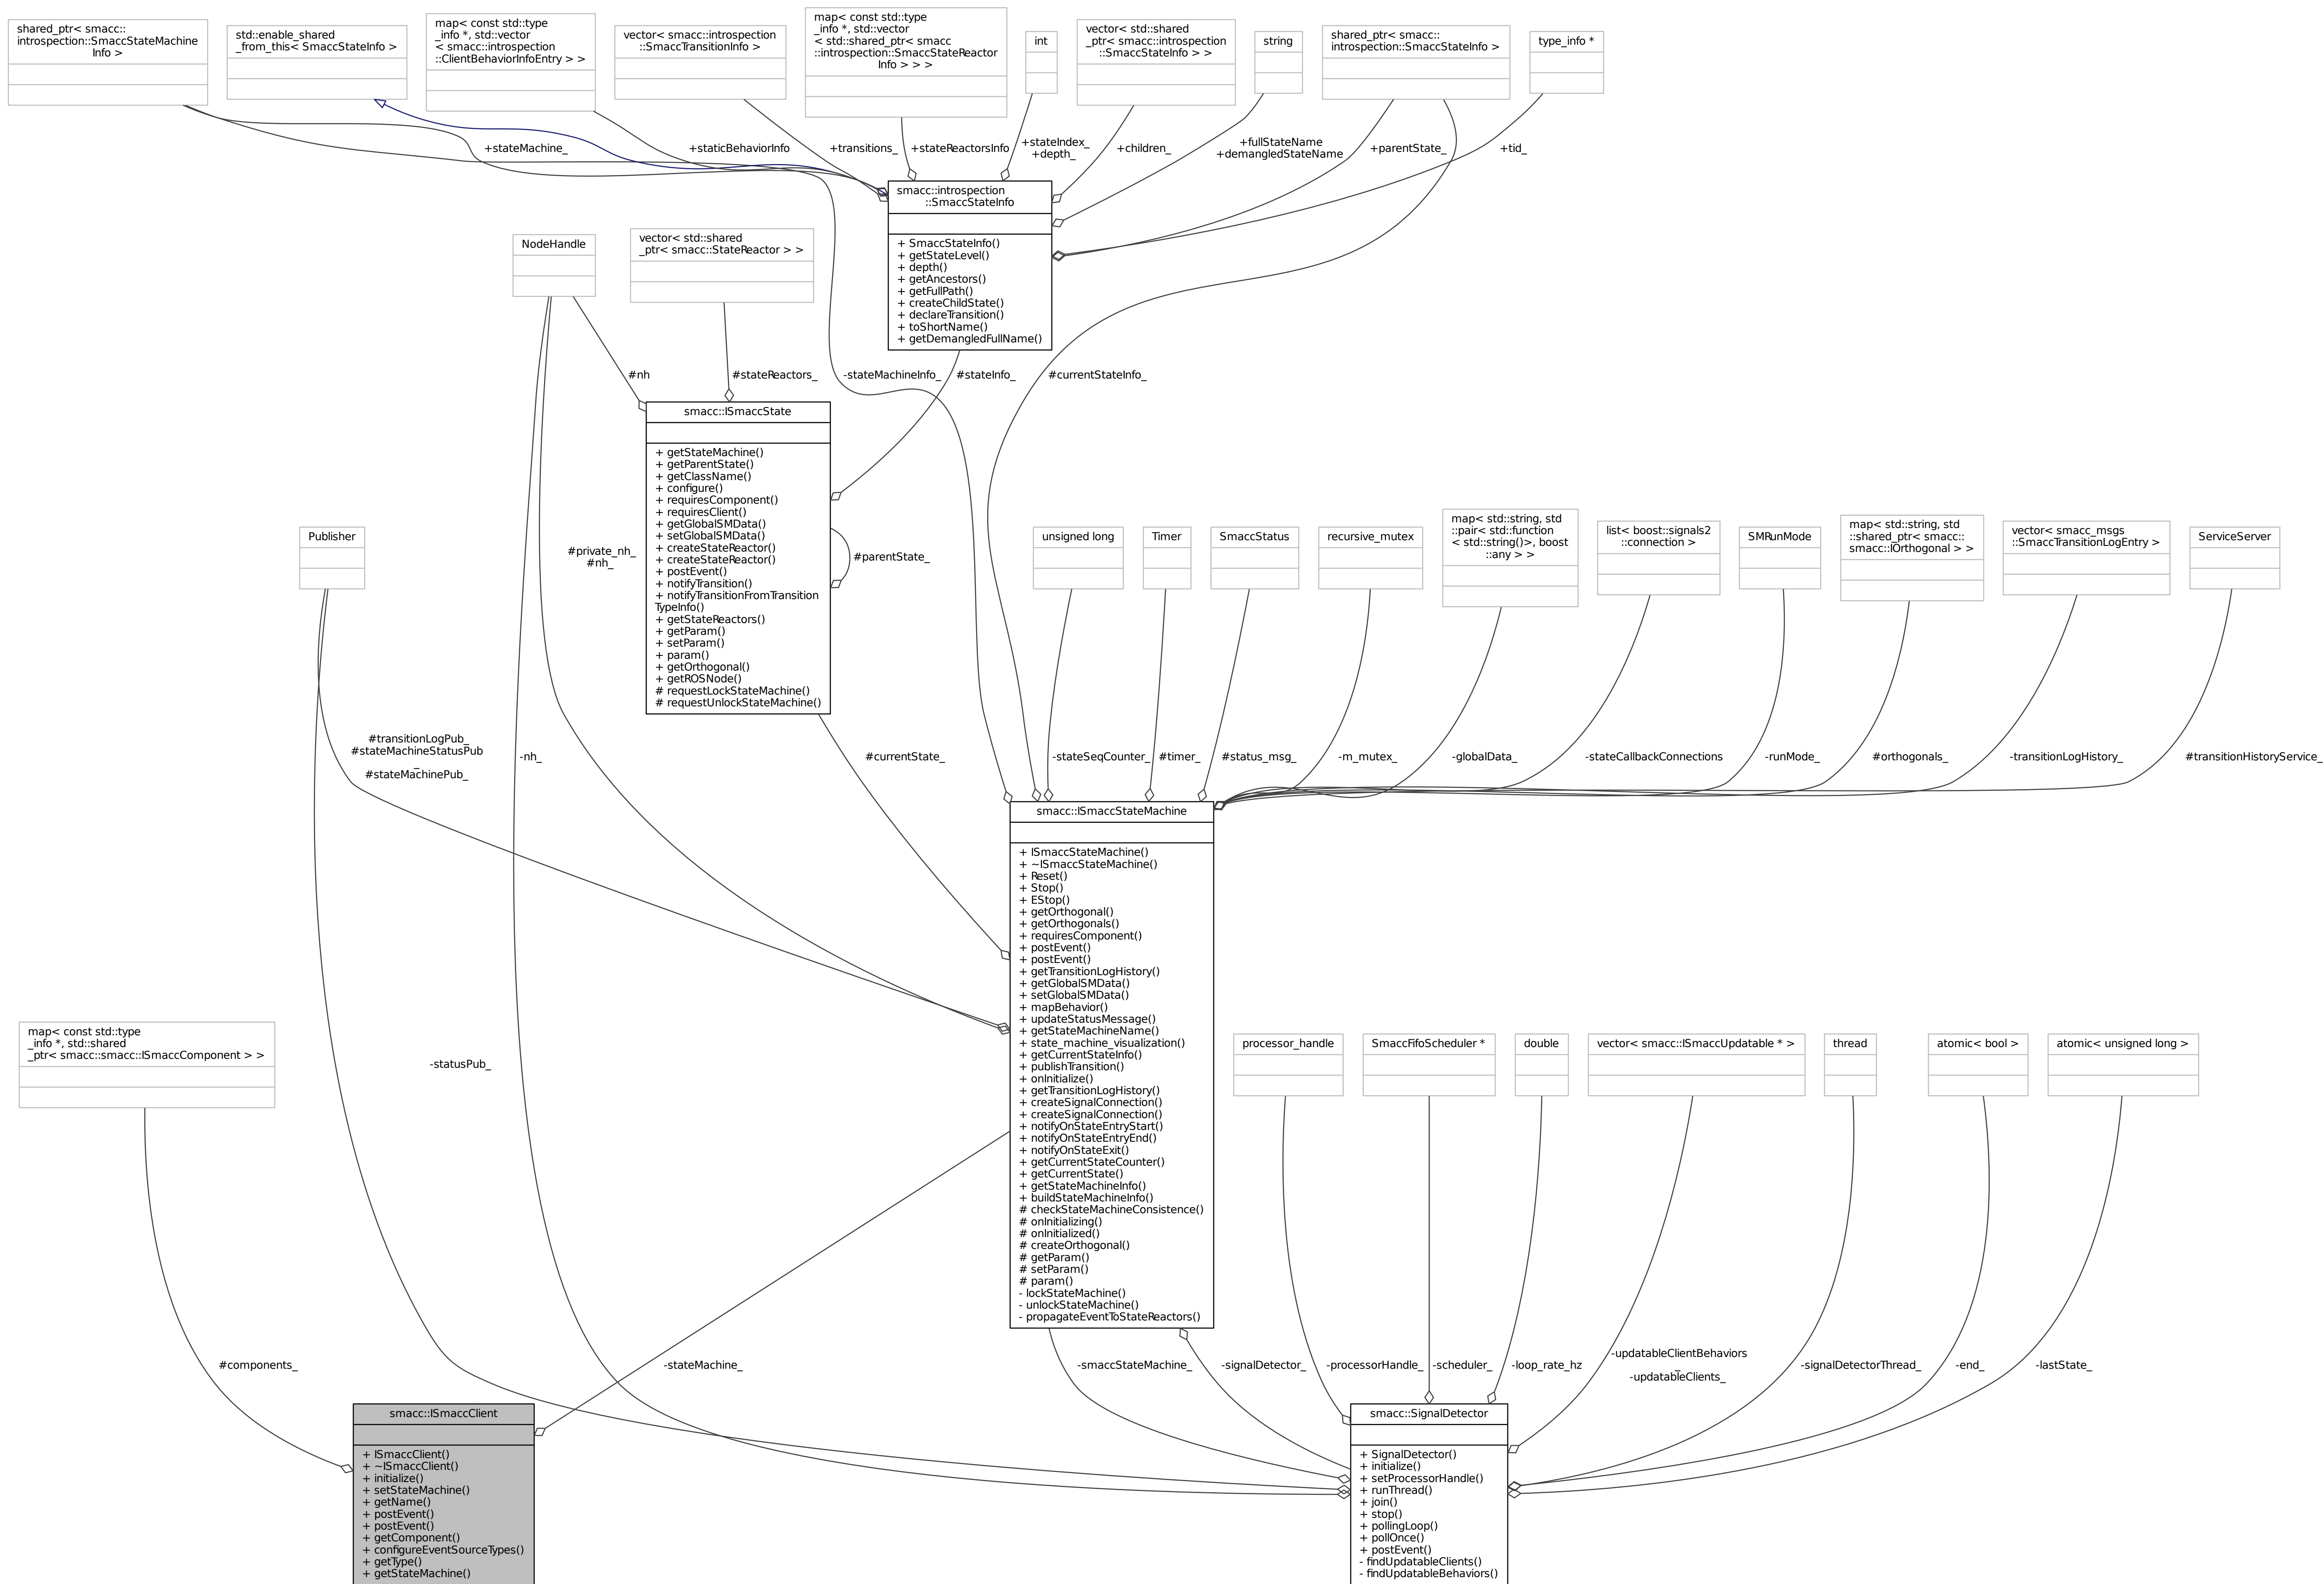 shared_ptr< smacc::
introspection::SmaccStateMachine
Info >
std::enable_shared
_from_this< SmaccStateInfo >
map< const std::type
_info *, std::vector
< smacc::introspection
::ClientBehaviorInfoEntry > >
vector< smacc::introspection
::SmaccTransitionInfo >
map< const std::type
_info *, std::vector
< std::shared_ptr< smacc
::introspection::SmaccStateReactor
Info > > >
int
vector< std::shared
_ptr< smacc::introspection
::SmaccStateInfo > >
string
shared_ptr< smacc::
introspection::SmaccStateInfo >
type_info *
+stateMachine_
+staticBehaviorInfo
+transitions_
+stateReactorsInfo
+stateIndex_
+depth_
+children_
+fullStateName
+demangledStateName
+parentState_
+tid_
smacc::introspection
::SmaccStateInfo
+ SmaccStateInfo()
+ getStateLevel()
+ depth()
+ getAncestors()
+ getFullPath()
+ createChildState()
+ declareTransition()
+ toShortName()
+ getDemangledFullName()
NodeHandle
vector< std::shared
_ptr< smacc::StateReactor > >
#nh
#stateReactors_
-stateMachineInfo_
#stateInfo_
#currentStateInfo_
smacc::ISmaccState
+ getStateMachine()
+ getParentState()
+ getClassName()
+ configure()
+ requiresComponent()
+ requiresClient()
+ getGlobalSMData()
+ setGlobalSMData()
+ createStateReactor()
+ createStateReactor()
+ postEvent()
+ notifyTransition()
+ notifyTransitionFromTransition
TypeInfo()
+ getStateReactors()
+ getParam()
+ setParam()
+ param()
+ getOrthogonal()
+ getROSNode()
# requestLockStateMachine()
# requestUnlockStateMachine()
#parentState_
#private_nh_
#nh_
Publisher
unsigned long
Timer
SmaccStatus
recursive_mutex
map< std::string, std
::pair< std::function
< std::string()>, boost
::any > >
list< boost::signals2
::connection >
SMRunMode
map< std::string, std
::shared_ptr< smacc::
smacc::IOrthogonal > >
vector< smacc_msgs
::SmaccTransitionLogEntry >
ServiceServer
#transitionLogPub_
#stateMachineStatusPub
_
#stateMachinePub_
-nh_
#currentState_
-stateSeqCounter_
#timer_
#status_msg_
-m_mutex_
-globalData_
-stateCallbackConnections
-runMode_
#orthogonals_
-transitionLogHistory_
#transitionHistoryService_
smacc::ISmaccStateMachine
+ ISmaccStateMachine()
+ ~ISmaccStateMachine()
+ Reset()
+ Stop()
+ EStop()
+ getOrthogonal()
+ getOrthogonals()
+ requiresComponent()
+ postEvent()
+ postEvent()
+ getTransitionLogHistory()
+ getGlobalSMData()
+ setGlobalSMData()
+ mapBehavior()
+ updateStatusMessage()
+ getStateMachineName()
+ state_machine_visualization()
+ getCurrentStateInfo()
+ publishTransition()
+ onInitialize()
+ getTransitionLogHistory()
+ createSignalConnection()
+ createSignalConnection()
+ notifyOnStateEntryStart()
+ notifyOnStateEntryEnd()
+ notifyOnStateExit()
+ getCurrentStateCounter()
+ getCurrentState()
+ getStateMachineInfo()
+ buildStateMachineInfo()
# checkStateMachineConsistence()
# onInitializing()
# onInitialized()
# createOrthogonal()
# getParam()
# setParam()
# param()
- lockStateMachine()
- unlockStateMachine()
- propagateEventToStateReactors()
map< const std::type
_info *, std::shared
_ptr< smacc::smacc::ISmaccComponent > >
-statusPub_
processor_handle
SmaccFifoScheduler *
double
vector< smacc::ISmaccUpdatable * >
thread
atomic< bool >
atomic< unsigned long >
#components_
-stateMachine_
-smaccStateMachine_
-signalDetector_
-processorHandle_
-scheduler_
-loop_rate_hz
-updatableClientBehaviors
_
-updatableClients_
-signalDetectorThread_
-end_
-lastState_
smacc::ISmaccClient
+ ISmaccClient()
+ ~ISmaccClient()
+ initialize()
+ setStateMachine()
+ getName()
+ postEvent()
+ postEvent()
+ getComponent()
+ configureEventSourceTypes()
+ getType()
+ getStateMachine()
smacc::SignalDetector
+ SignalDetector()
+ initialize()
+ setProcessorHandle()
+ runThread()
+ join()
+ stop()
+ pollingLoop()
+ pollOnce()
+ postEvent()
- findUpdatableClients()
- findUpdatableBehaviors()